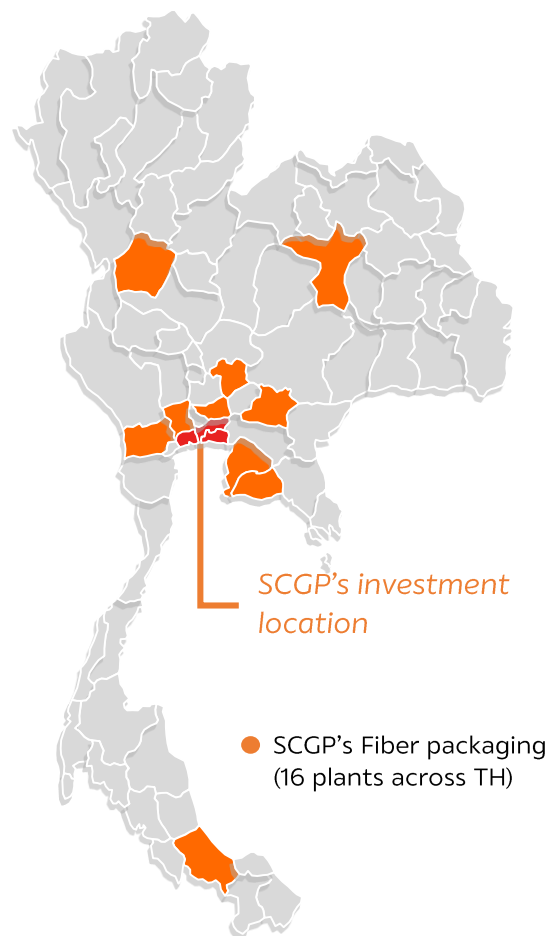 SCGP's investment
location
SCGP's Fiber packaging
(16 plants across TH)